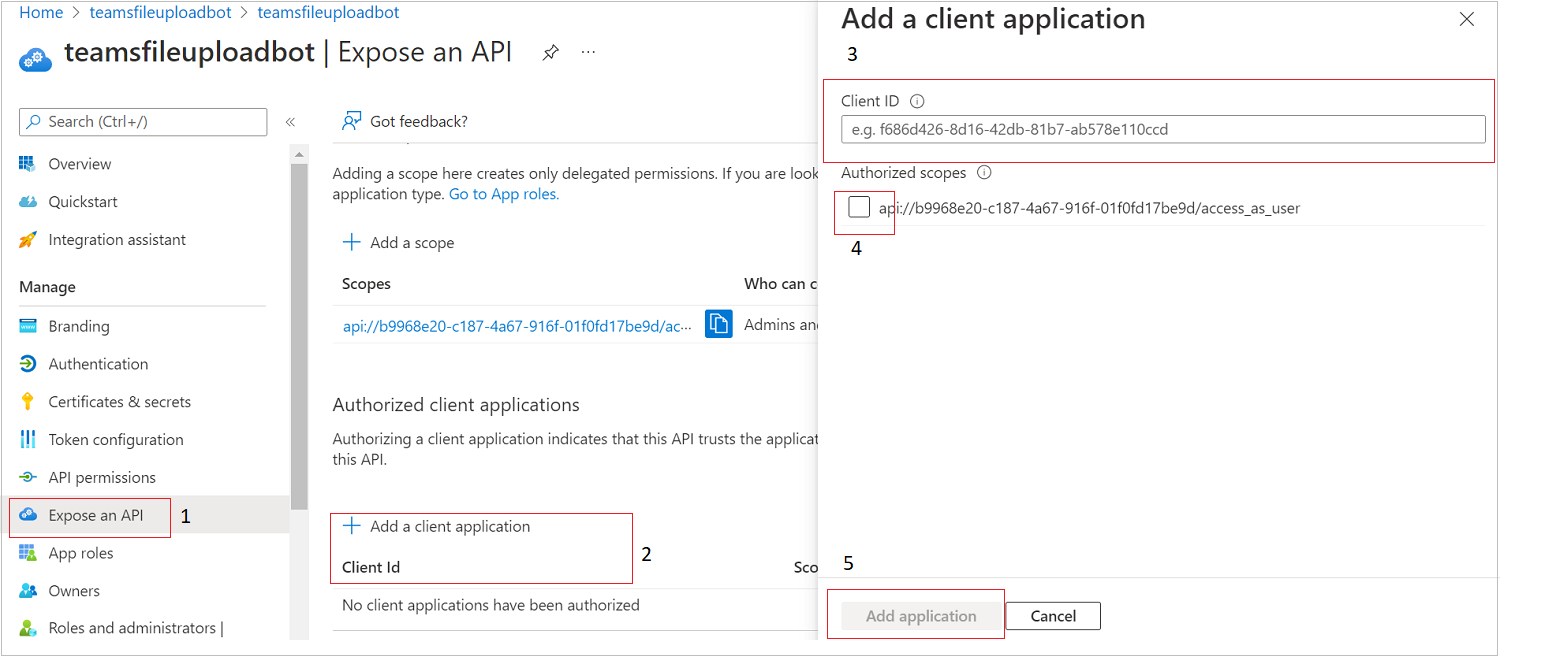 Home > teamsfileuploadbot > teamsfileuploadbot
teamsfileuploadbot | Expose an API
Search (Ctrl+/)
Overview
Quickstart
Integration assistant
Manage
Branding
Authentication
Certificates & secrets
Token configuration
API permissions
Expose an API 1
App roles
Owners
Roles and administrators |
Got feedback?
Adding a scope here creates only delegated permissions. If you are look
application type. Go to App roles.
Add a scope
Scopes Who can c
api://b9968e20-c187-4a67-916f-01f0fd17be9d/ac... Admins and
Authorized client applications
Authorizing a client application indicates that this API trusts the applicat
this API.
Add a client application
2
Client Id Sco
No client applications have been authorized
Add a client application
3
Client ID
e.g. f686d426-8d16-42db-81b7-ab578e110ccd
Authorized scopes
api://b9968e20-c187-4a67-916f-01f0fd17be9d/access_as_user
4
5
Add application Cancel